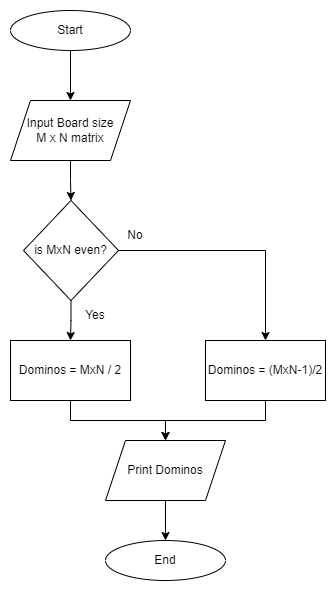 Start
Input Board size
M x N matrix
is MxN even?
No
Yes
Dominos = MxN / 2
Dominos = (MxN-1)/2
Print Dominos
End